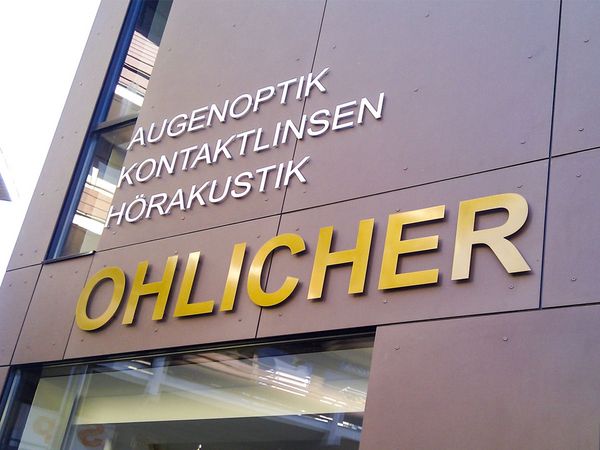 AUGENOPTIK
KONTAKTLINSEN
HÖRAKUSTIK
OHLICHER